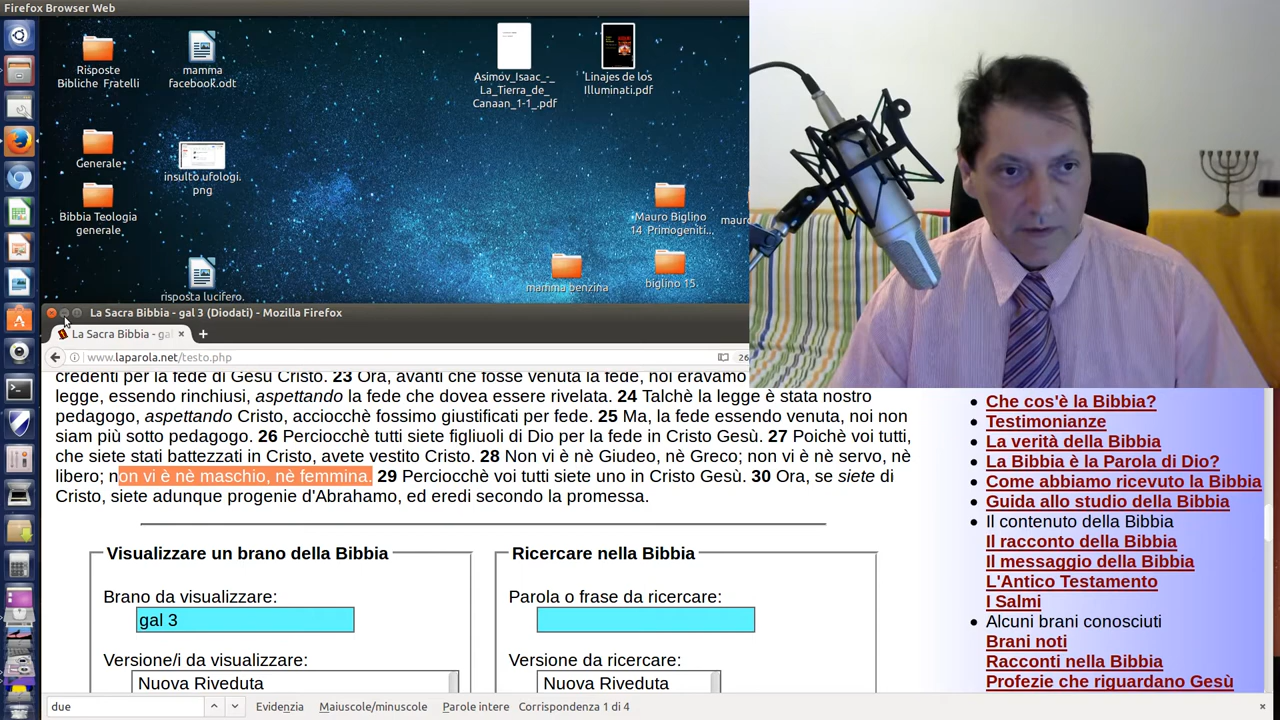 Firefox Browser Web
Risposte
Bibliche Fratelli
mamma
facebook.odt
Asimov_Isaac_-_
La_Tierra_de_
Canaan_1-1_.pdf
Linajes de los
Illuminati.pdf
Generale
insulto ufologi.
png
Bibbia Teologia
generale
Mauro Biglino
14 Primogeniti...
mamma benzina
biglino 15.
risposta lucifero.
La Sacra Bibbia - gal 3 (Diodati) - Mozilla Firefox
La Sacra Bibbia - gal
www.laparola.net/testo.php
credenti per la fede di Gesù Cristo. 23 Ora, avanti che fosse venuta la fede, noi eravamo
legge, essendo rinchiusi, aspettando la fede che dovea essere rivelata. 24 Talchè la legge è stata nostro
pedagogo, aspettando Cristo, acciocchè fossimo giustificati per fede. 25 Ma, la fede essendo venuta, noi non
siam più sotto pedagogo. 26 Perciocchè tutti siete figliuoli di Dio per la fede in Cristo Gesù. 27 Poichè voi tutti,
che siete stati battezzati in Cristo, avete vestito Cristo. 28 Non vi è nè Giudeo, nè Greco; non vi è nè servo, nè
libero; non vi è nè maschio, nè femmina. 29 Perciocchè voi tutti siete uno in Cristo Gesù. 30 Ora, se siete di
Cristo, siete adunque progenie d'Abrahamo, ed eredi secondo la promessa.
Visualizzare un brano della Bibbia
Brano da visualizzare:
gal 3
Versione/i da visualizzare:
Nuova Riveduta
Ricercare nella Bibbia
Parola o frase da ricercare:
Versione da ricercare:
Nuova Riveduta
Che cos'è la Bibbia?
Testimonianze
La verità della Bibbia
La Bibbia è la Parola di Dio?
Come abbiamo ricevuto la Bibbia
Guida allo studio della Bibbia
Il contenuto della Bibbia
Il racconto della Bibbia
Il messaggio della Bibbia
L'Antico Testamento
I Salmi
Alcuni brani conosciuti
Brani noti
Racconti nella Bibbia
Profezie che riguardano Gesù
due
Evidenzia Maiuscole/minuscole Parole intere Corrispondenza 1 di 4